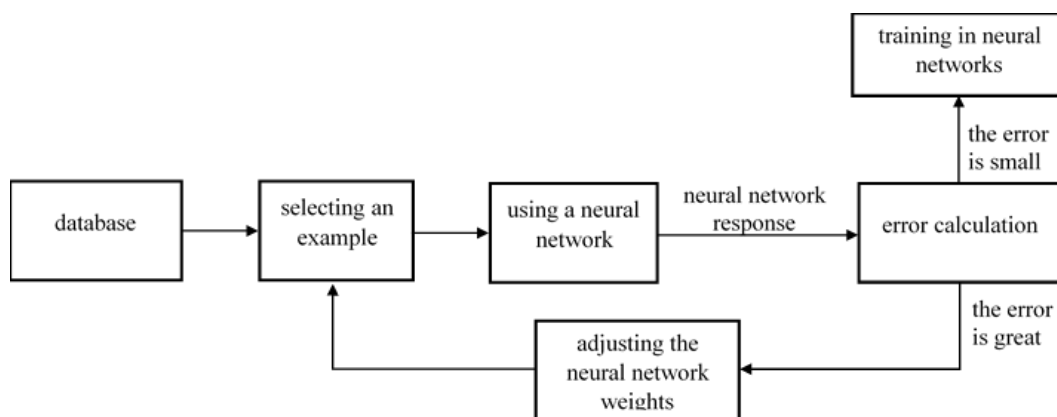 training in neural
networks
the error
is small
database
selecting an
example
using a neural
network
neural network
response
error calculation
the error
is great
adjusting the
neural network
weights